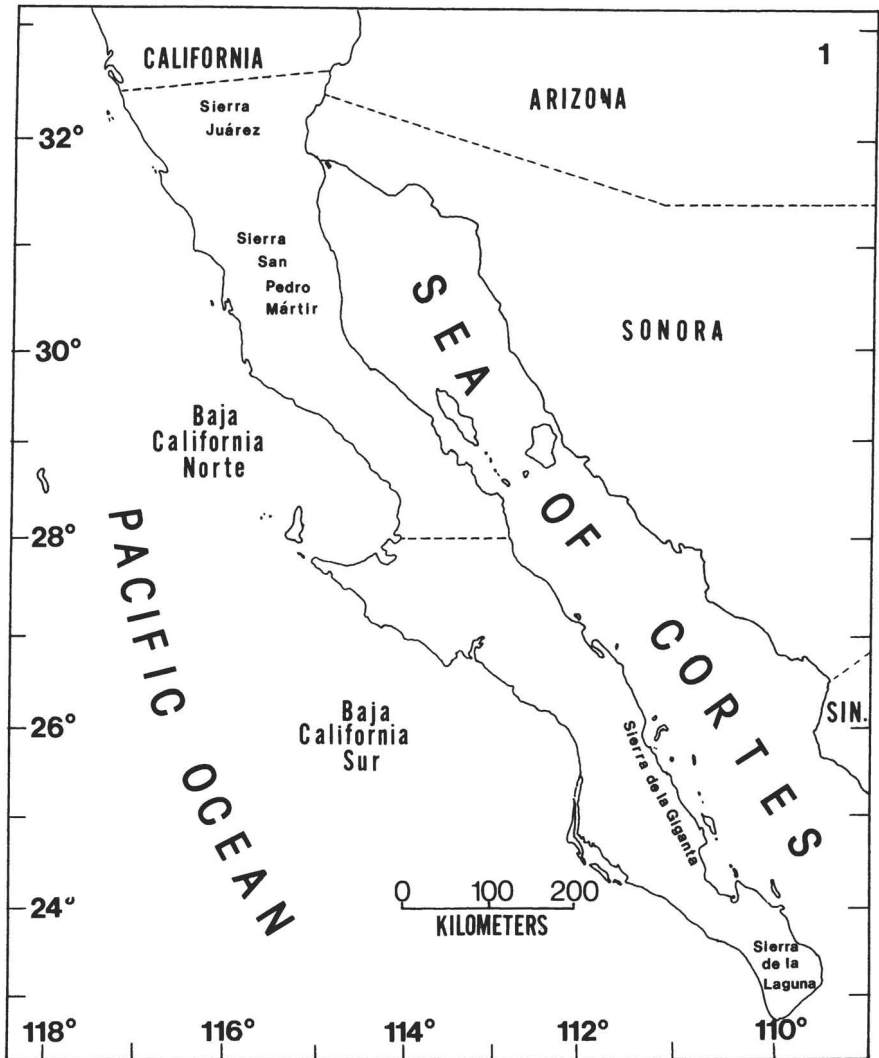 1
CALIFORNIA
ARIZONA
Sierra
Juárez
32°
Sierra
San
Pedro
Mártir
SEA OF CORTES
SONORA
30°
Baja
California
Norte
28°
PACIFIC OCEAN
26°
Baja
California
Sur
SIN.
Sierra de la Giganta
0 100 200
KILOMETERS
24°
Sierra
de la
Laguna
118° 116° 114° 112° 110°